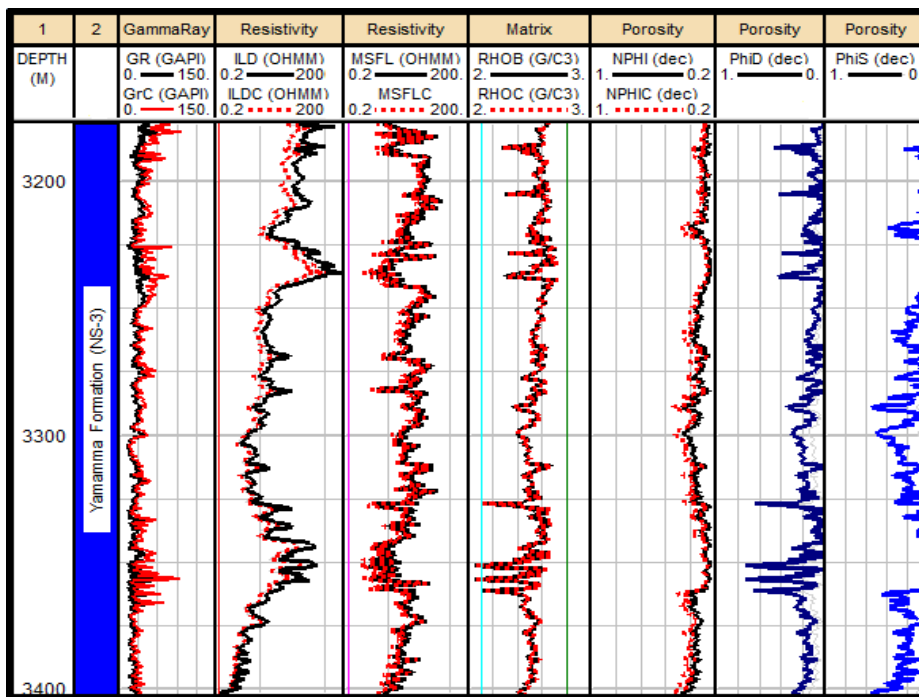 1 2 GammaRay Resistivity Resistivity Matrix Porosity Porosity Porosity
DEPTH GR (GAPI) ILD (OHMM) MSFL (OHMM) RHOB (G/C3) NPHI (dec) PhiD (dec) PhiS (dec)
(M) 0. 150. 0.2 200 0.2 200. 2. 3. 1. 0.2 1. 0. 1. 0.
GrC (GAPI) ILDC (OHMM) MSFLC RHOC (G/C3) NPHIC (dec)
0. 150. 0.2 200 0.2 200. 2. 3. 1. 0.2
3200
Yamamma Formation (NS-3)
3300
3400